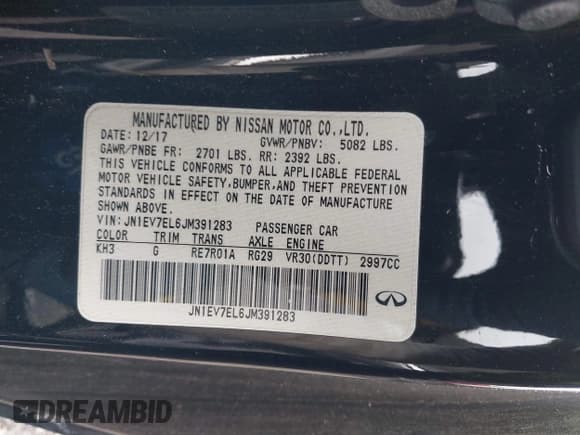 MANUFACTURED BY NISSAN MOTOR CO.,LTD.
DATE: 12/17 GVWR/PNBV: 5082 LBS.
GAWR/PNBE FR: 2701 LBS. RR: 2392 LBS.
THIS VEHICLE CONFORMS TO ALL APPLICABLE FEDERAL
MOTOR VEHICLE SAFETY,BUMPER,AND THEFT PREVENTION
STANDARDS IN EFFECT ON THE DATE OF MANUFACTURE
SHOWN ABOVE.
VIN:JN1EV7EL6JM391283 PASSENGER CAR
COLOR TRIM TRANS AXLE ENGINE
KH3 G RE7R01A RG29 VR30(DDTT) 2997CC
JN1EV7EL6JM391283
DREAMBID